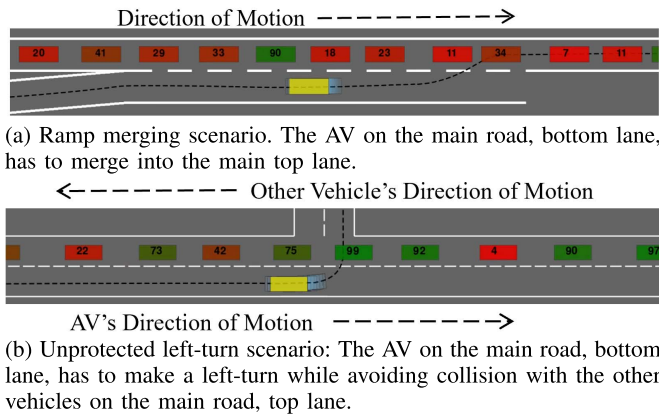 Direction of Motion
20 41 29 33 90 18 23 11 34 7 11
(a) Ramp merging scenario. The AV on the main road, bottom lane,
has to merge into the main top lane.
Other Vehicle's Direction of Motion
22 73 42 75 99 92 4 90 97
AV's Direction of Motion
(b) Unprotected left-turn scenario: The AV on the main road, bottom
lane, has to make a left-turn while avoiding collision with the other
vehicles on the main road, top lane.